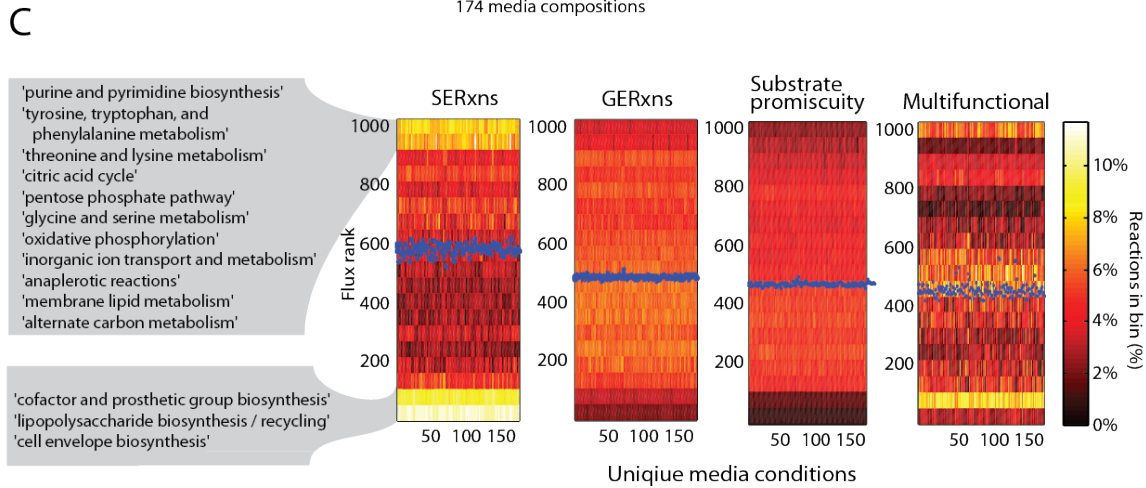 174 media compositions
C
'purine and pyrimidine biosynthesis'
'tyrosine, tryptophan, and
phenylalanine metabolism'
'threonine and lysine metabolism'
'citric acid cycle'
'pentose phosphate pathway'
'glycine and serine metabolism'
'oxidative phosphorylation'
'inorganic ion transport and metabolism'
'anaplerotic reactions'
'membrane lipid metabolism'
'alternate carbon metabolism'
'cofactor and prosthetic group biosynthesis'
'lipopolysaccharide biosynthesis / recycling'
'cell envelope biosynthesis'
Flux rank
SERxns
1000
800
600
400
200
50 100 150
GERxns
1000
800
600
400
200
50 100 150
Substrate
promiscuity
1000
800
600
400
200
50 100 150
Multifunctional
1000
800
600
400
200
50 100 150
10%
8%
6%
4%
2%
0%
Reactions in bin (%)
Uniqiue media conditions